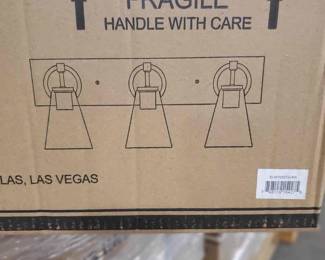 FRAGILE
HANDLE WITH CARE
LAS, LAS VEGAS